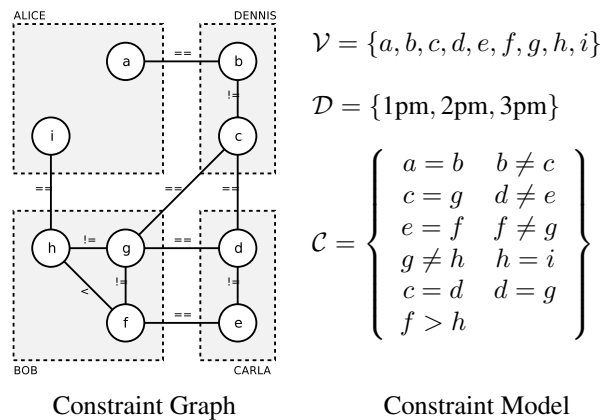 ALICE
DENNIS
a
==
b
!=
i
c
==
==
==
h
!=
g
==
d
<
!=
!=
f
==
e
BOB
CARLA
Constraint Graph
𝒱 = {a, b, c, d, e, f, g, h, i}
𝒟 = {1pm, 2pm, 3pm}
𝒞 = {
a = b b ≠ c
c = g d ≠ e
e = f f ≠ g
g ≠ h h = i
c = d d = g
f > h
}
Constraint Model